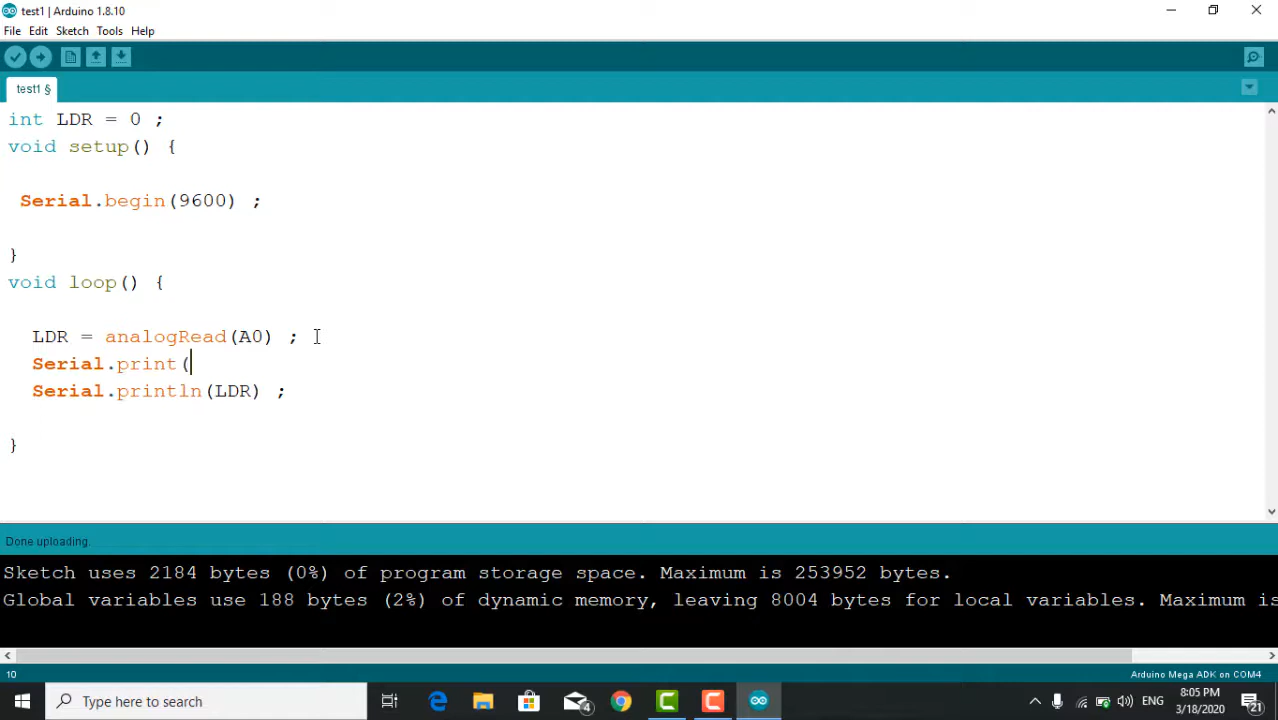 test1 | Arduino 1.8.10
File Edit Sketch Tools Help
test1 §
int LDR = 0 ;
void setup() {
Serial.begin(9600) ;
}
void loop() {
LDR = analogRead(A0) ;
Serial.print(
Serial.println(LDR) ;
}
Done uploading.
Sketch uses 2184 bytes (0%) of program storage space. Maximum is 253952 bytes.
Global variables use 188 bytes (2%) of dynamic memory, leaving 8004 bytes for local variables. Maximum is
10 Arduino Mega ADK on COM4
Type here to search 4 ENG 8:05 PM
3/18/2020 21